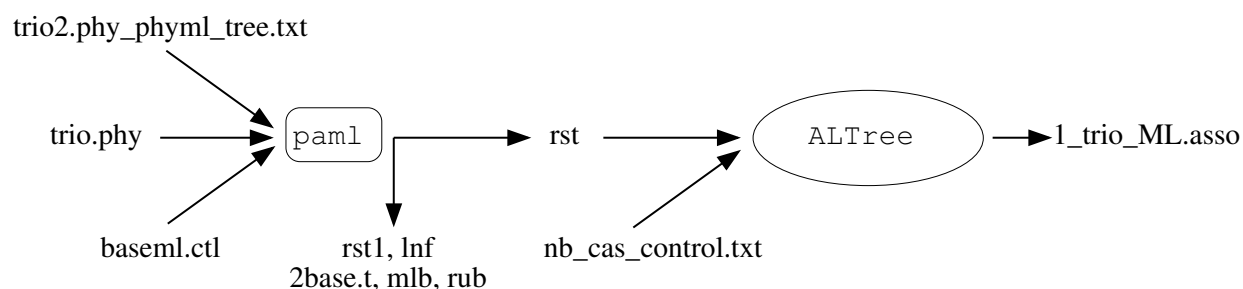 trio2.phy_phyml_tree.txt
trio.phy
paml
rst
ALTree
1_trio_ML.asso
baseml.ctl
rst1, lnf
2base.t, mlb, rub
nb_cas_control.txt